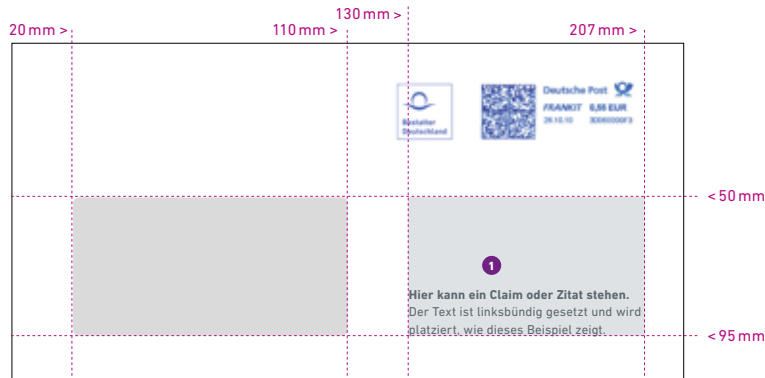 130 mm >
20 mm >
110 mm >
207 mm >
Bestatter
Deutschland
Deutsche Post
FRANKIT 0,55 EUR
26.10.10
< 50 mm
1
Hier kann ein Claim oder Zitat stehen.
Der Text ist linksbündig gesetzt und wird
platziert, wie dieses Beispiel zeigt.
< 95 mm